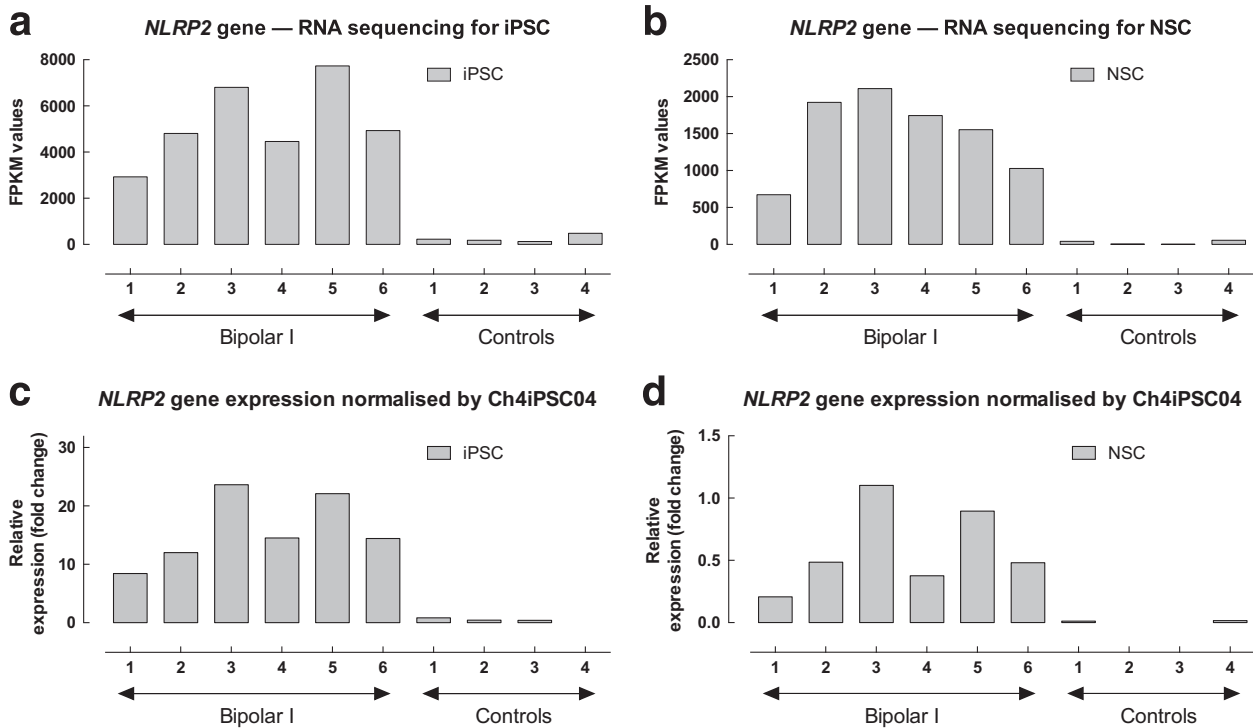 a
NLRP2 gene — RNA sequencing for iPSC
FPKM values
8000
6000
4000
2000
0
iPSC
1 2 3 4 5 6 1 2 3 4
Bipolar I Controls
b
NLRP2 gene — RNA sequencing for NSC
FPKM values
2500
2000
1500
1000
500
0
NSC
1 2 3 4 5 6 1 2 3 4
Bipolar I Controls
c
NLRP2 gene expression normalised by Ch4iPSC04
Relative
expression (fold change)
30
20
10
0
iPSC
1 2 3 4 5 6 1 2 3 4
Bipolar I Controls
d
NLRP2 gene expression normalised by Ch4iPSC04
Relative
expression (fold change)
1.5
1.0
0.5
0.0
NSC
1 2 3 4 5 6 1 2 3 4
Bipolar I Controls